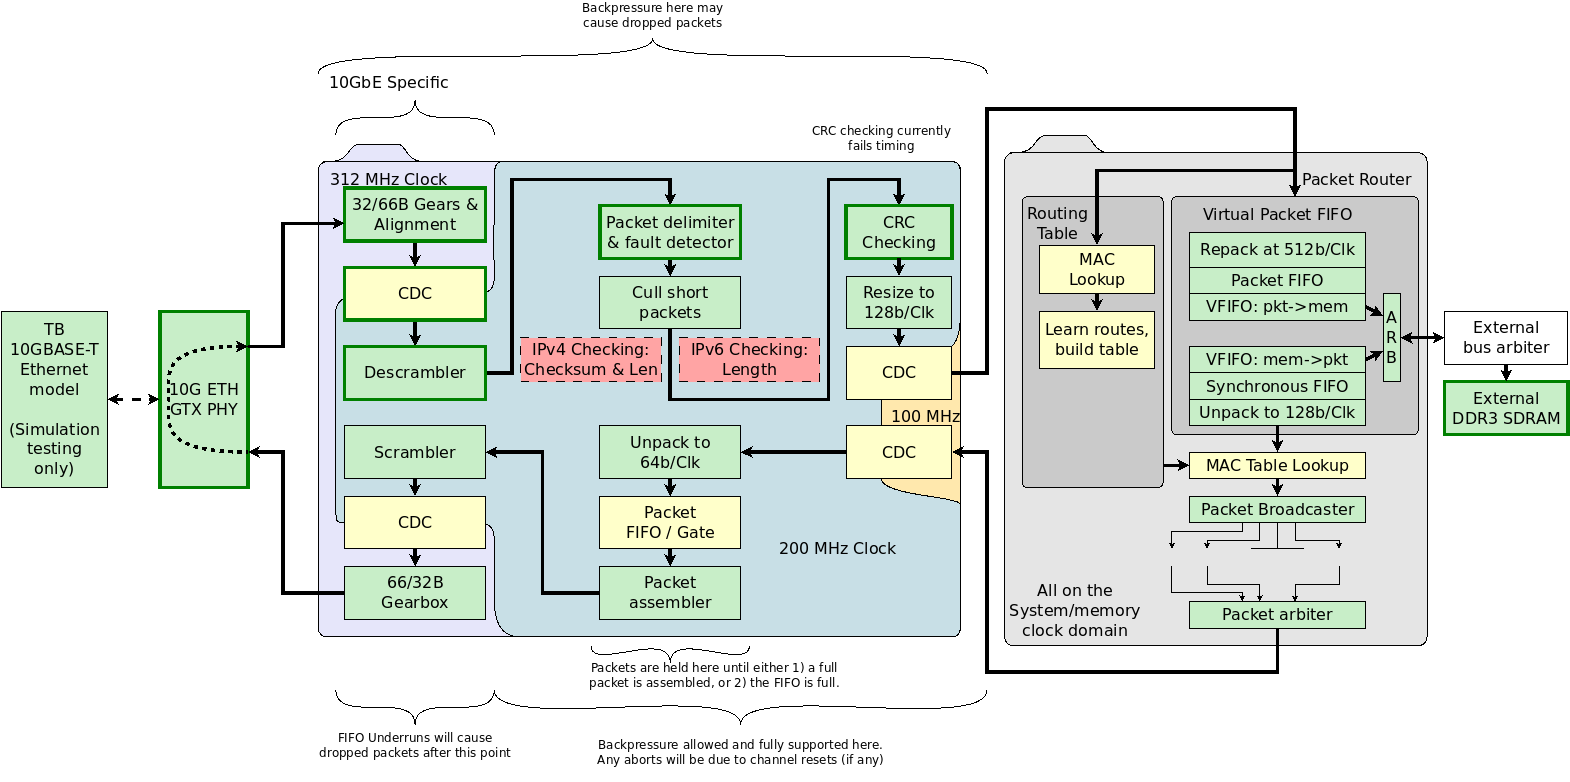 Backpressure here may
cause dropped packets
10GbE Specific
CRC checking currently
fails timing
312 MHz Clock
32/66B Gears &
Alignment
CDC
Descrambler
Scrambler
CDC
66/32B
Gearbox
TB
10GBASE-T
Ethernet
model
(Simulation
testing
only)
10G ETH
GTX PHY
Packet delimiter
& fault detector
Cull short
packets
IPv4 Checking:
Checksum & Len
IPv6 Checking:
Length
CRC
Checking
Resize to
128b/Clk
CDC
100 MHz
CDC
Unpack to
64b/Clk
Packet
FIFO / Gate
Packet
assembler
200 MHz Clock
Packet Router
Routing
Table
MAC
Lookup
Learn routes,
build table
Virtual Packet FIFO
Repack at 512b/Clk
Packet FIFO
VFIFO: pkt->mem
VFIFO: mem->pkt
Synchronous FIFO
Unpack to 128b/Clk
A
R
B
External
bus arbiter
External
DDR3 SDRAM
MAC Table Lookup
Packet Broadcaster
Packet arbiter
All on the
System/memory
clock domain
Packets are held here until either 1) a full
packet is assembled, or 2) the FIFO is full.
FIFO Underruns will cause
dropped packets after this point
Backpressure allowed and fully supported here.
Any aborts will be due to channel resets (if any)